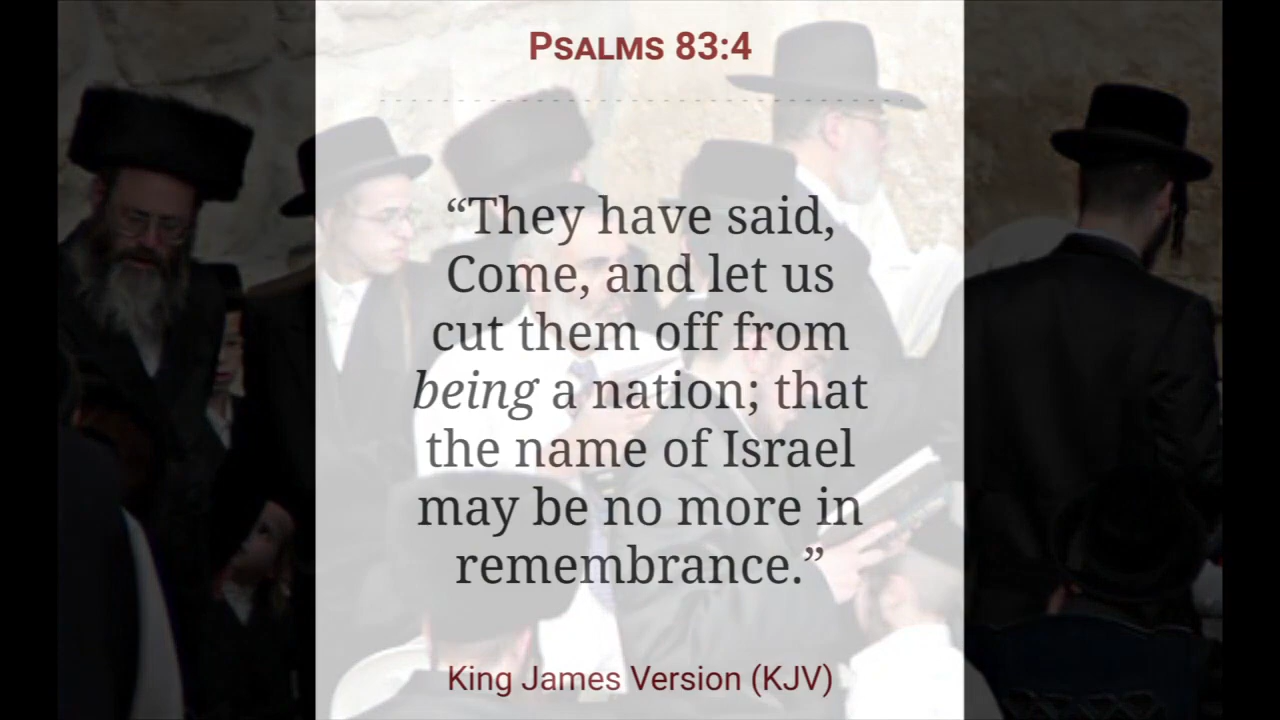 PSALMS 83:4
“They have said,
Come, and let us
cut them off from
being a nation; that
the name of Israel
may be no more in
remembrance.”
King James Version (KJV)